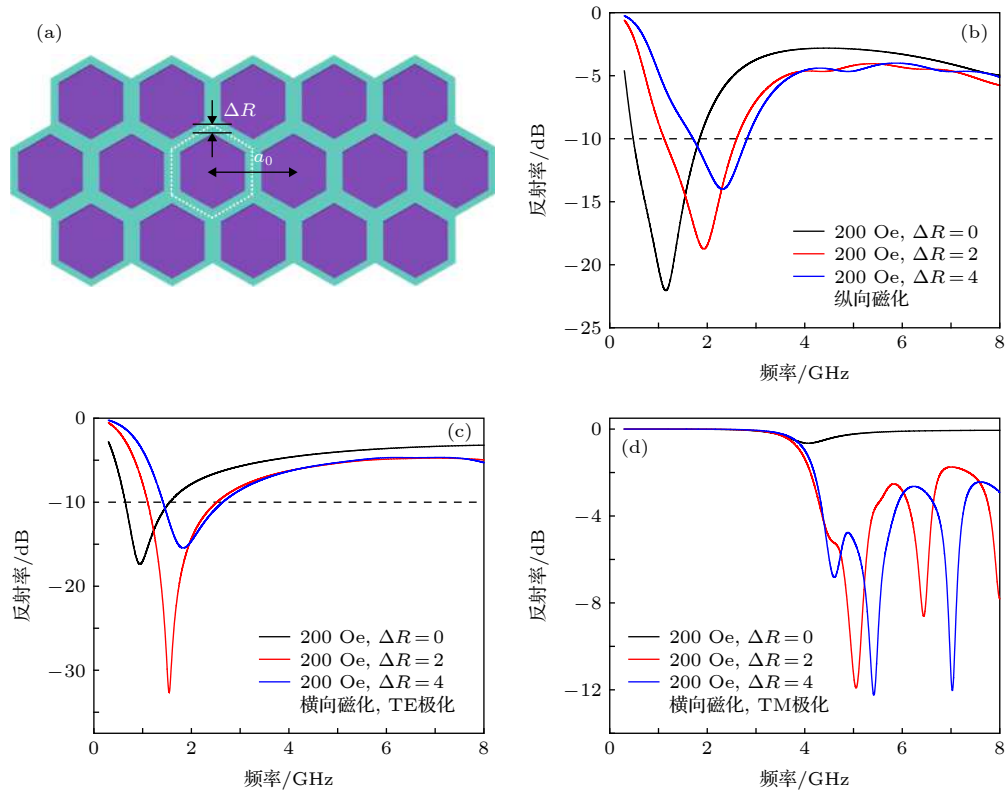 (a)
ΔR
a₀
(b)
0
−5
−10
−15
−20
−25
反射率/dB
200 Oe, ΔR = 0
200 Oe, ΔR = 2
200 Oe, ΔR = 4
纵向磁化
0 2 4 6 8
频率/GHz
(c)
0
−10
−20
−30
反射率/dB
200 Oe, ΔR = 0
200 Oe, ΔR = 2
200 Oe, ΔR = 4
横向磁化, TE极化
0 2 4 6 8
频率/GHz
(d)
0
−4
−8
−12
反射率/dB
200 Oe, ΔR = 0
200 Oe, ΔR = 2
200 Oe, ΔR = 4
横向磁化, TM极化
0 2 4 6 8
频率/GHz